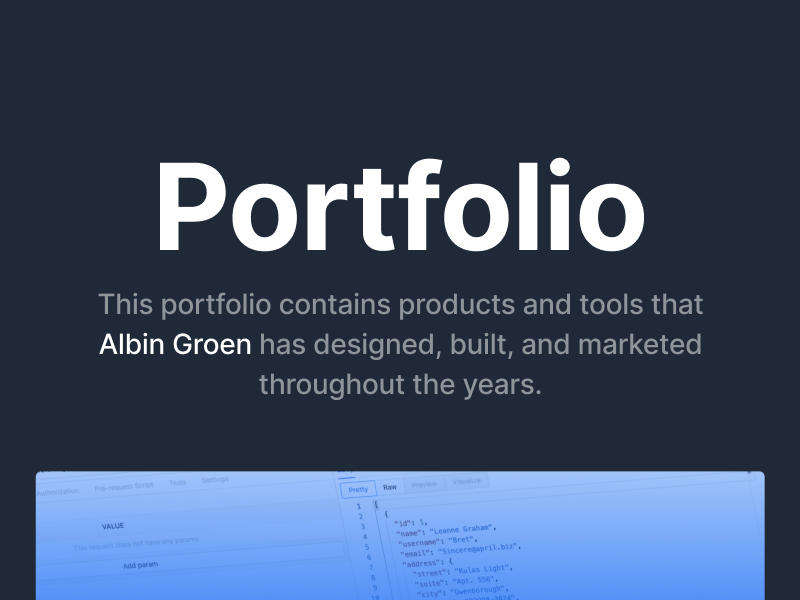 Portfolio
This portfolio contains products and tools that
Albin Groen has designed, built, and marketed
throughout the years.
Authorization Pre-request Script Tests Settings
Pretty Raw Preview Visualize
VALUE
This request does not have any params
Add param
1 [
2 {
3 "id": 1,
4 "name": "Leanne Graham",
5 "username": "Bret",
6 "email": "Sincere@april.biz",
7 "address": {
8 "street": "Kulas Light",
9 "suite": "Apt. 556",
10 "city": "Gwenborough",